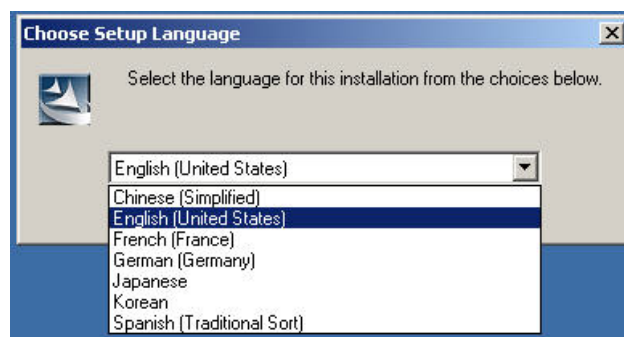 Choose Setup Language
Select the language for this installation from the choices below.
English (United States)
Chinese (Simplified)
English (United States)
French (France)
German (Germany)
Japanese
Korean
Spanish (Traditional Sort)